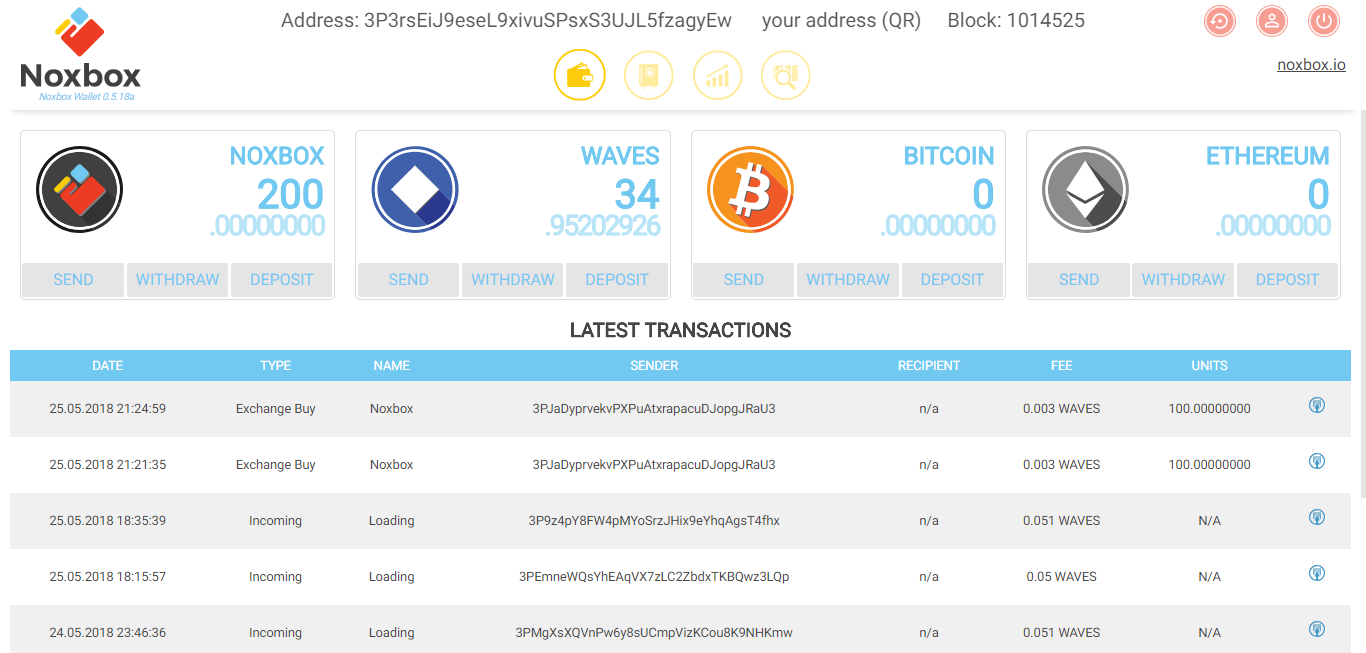 Address: 3P3rsEiJ9eseL9xivuSPsxS3UJL5fzagyEw your address (QR) Block: 1014525
Noxbox
Noxbox Wallet 0.5.18a
noxbox.io
NOXBOX
200
.00000000
SEND WITHDRAW DEPOSIT
WAVES
34
.95202926
SEND WITHDRAW DEPOSIT
BITCOIN
0
.00000000
SEND WITHDRAW DEPOSIT
ETHEREUM
0
.00000000
SEND WITHDRAW DEPOSIT
LATEST TRANSACTIONS
DATE TYPE NAME SENDER RECIPIENT FEE UNITS
25.05.2018 21:24:59 Exchange Buy Noxbox 3PJaDyprvekvPXPuAtxrapacuDJopgJRaU3 n/a 0.003 WAVES 100.00000000
25.05.2018 21:21:35 Exchange Buy Noxbox 3PJaDyprvekvPXPuAtxrapacuDJopgJRaU3 n/a 0.003 WAVES 100.00000000
25.05.2018 18:35:39 Incoming Loading 3P9z4pY8FW4pMYoSrzJHix9eYhqAgsT4fhx n/a 0.051 WAVES N/A
25.05.2018 18:15:57 Incoming Loading 3PEmneWQsYhEAqVX7zLC2ZbdxTKBQwz3LQp n/a 0.05 WAVES N/A
24.05.2018 23:46:36 Incoming Loading 3PMgXsXQVnPw6y8sUCmpVizKCou8K9NHKmw n/a 0.051 WAVES N/A